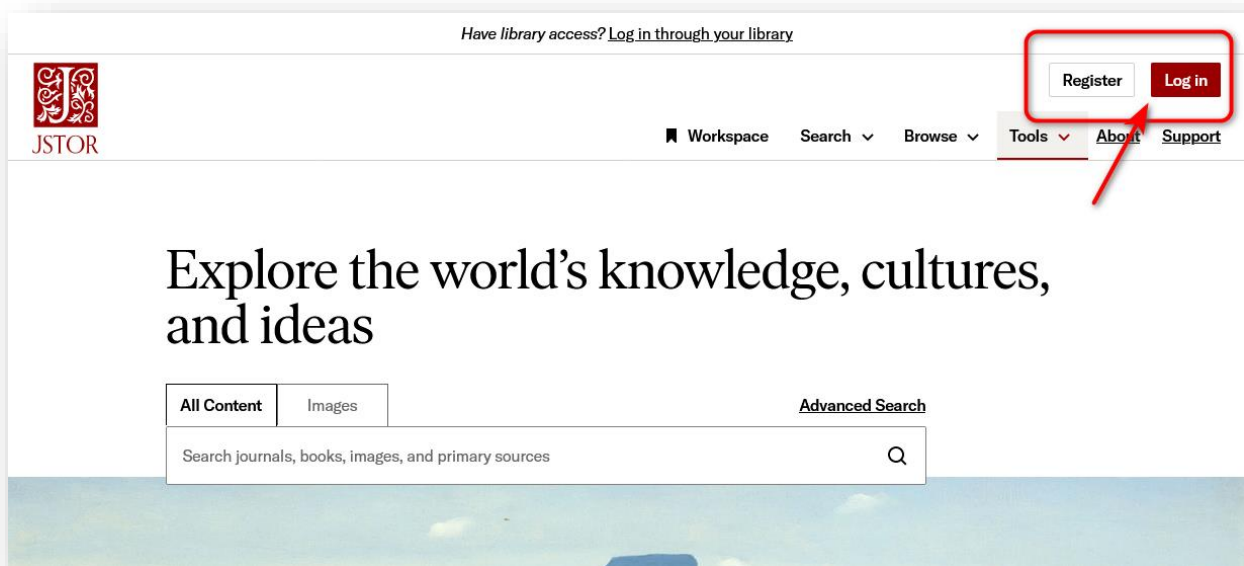 Have library access? Log in through your library
Register Log in
JSTOR
Workspace Search Browse Tools About Support
Explore the world's knowledge, cultures,
and ideas
All Content Images Advanced Search
Search journals, books, images, and primary sources